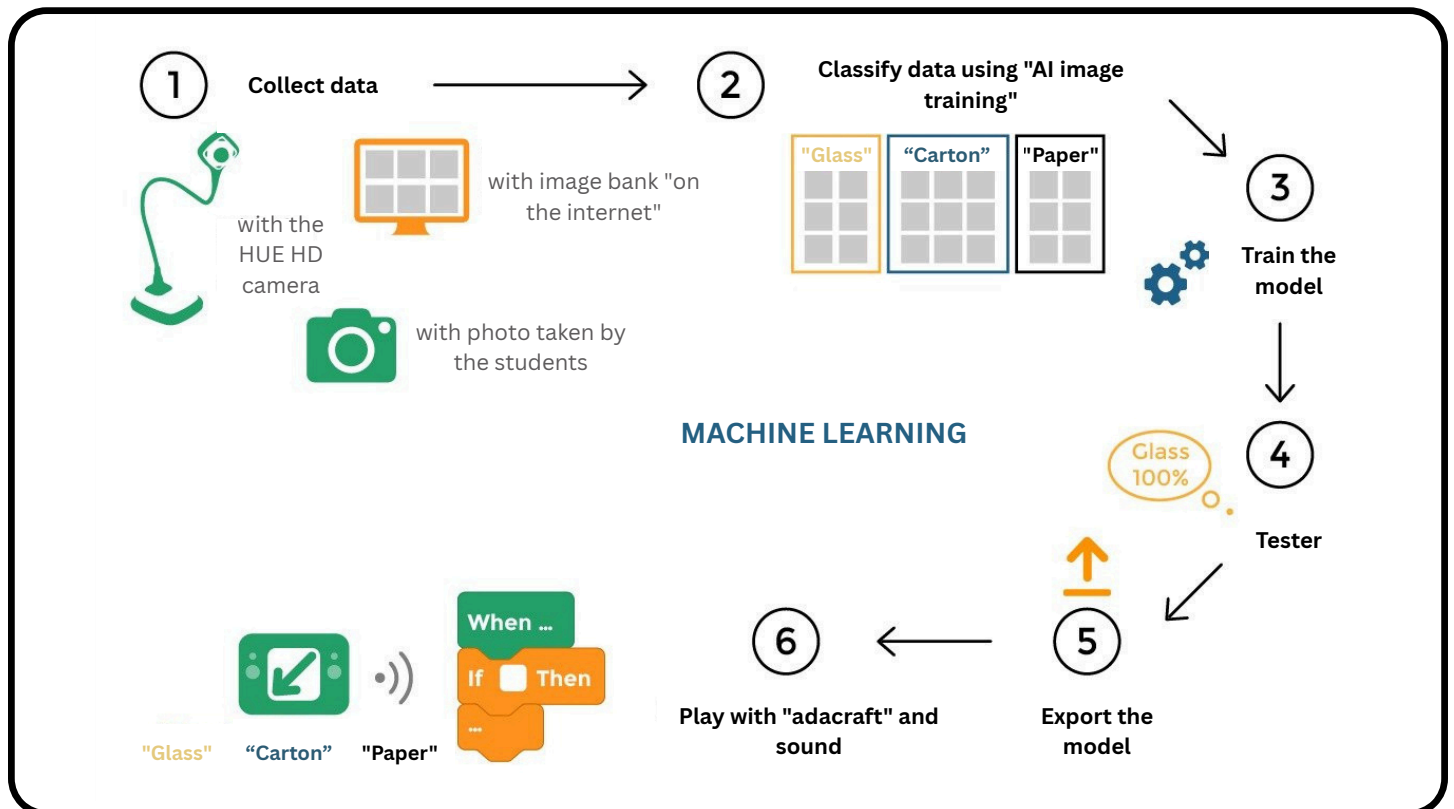 1
Collect data
2
Classify data using "AI image
training"
"Glass"
“Carton”
"Paper"
with image bank "on
the internet"
with the
HUE HD
camera
with photo taken by
the students
3
Train the
model
MACHINE LEARNING
4
Glass
100%
Tester
5
Export the
model
6
Play with "adacraft" and
sound
When ...
If Then
...
"Glass"
“Carton”
"Paper"